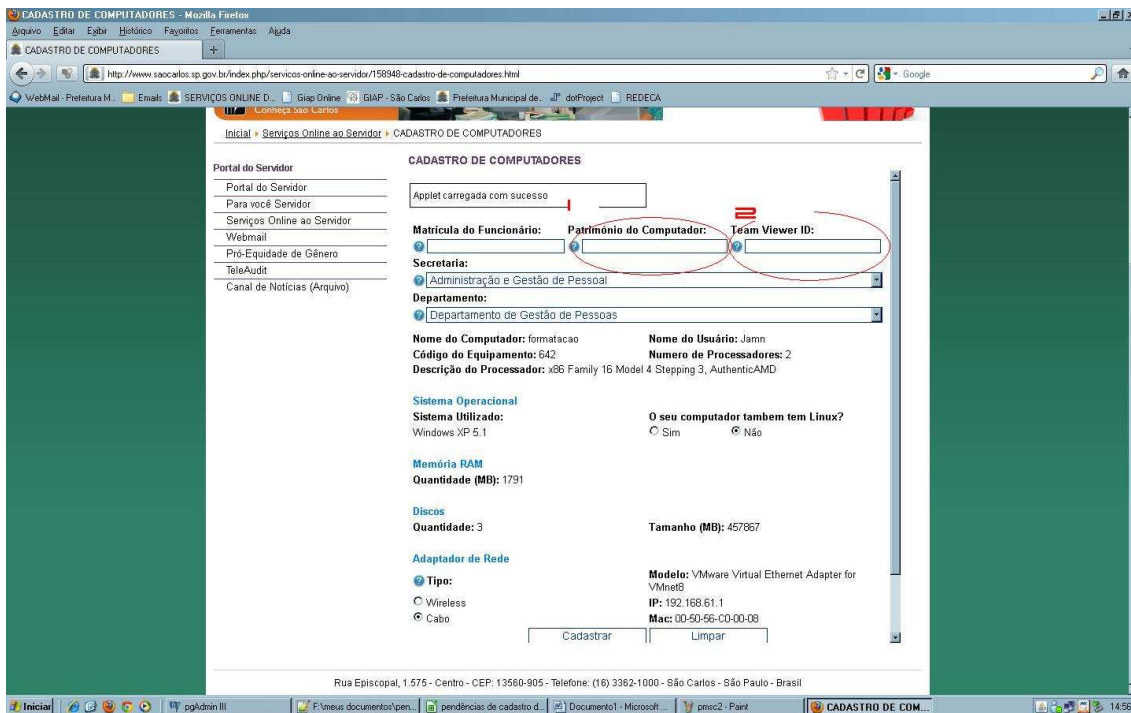 CADASTRO DE COMPUTADORES - Mozilla Firefox
Arquivo Editar Exibir Histórico Favoritos Ferramentas Ajuda
CADASTRO DE COMPUTADORES +
http://www.saocarlos.sp.gov.br/index.php/servicos-online-ao-servidor/158948-cadastro-de-computadores.html Google
WebMail - Prefeitura M... Emails SERVIÇOS ONLINE D... Giap Online GIAP - São Carlos Prefeitura Municipal de... dotProject REDECA
Conheça São Carlos
Inicial Serviços Online ao Servidor CADASTRO DE COMPUTADORES
Portal do Servidor
Portal do Servidor
Para você Servidor
Serviços Online ao Servidor
Webmail
Pró-Equidade de Gênero
TeleAudit
Canal de Notícias (Arquivo)
CADASTRO DE COMPUTADORES
Applet carregada com sucesso
1 2
Matrícula do Funcionário: Patrimônio do Computador: Team Viewer ID:
Secretaria:
Administração e Gestão de Pessoal
Departamento:
Departamento de Gestão de Pessoas
Nome do Computador: formatacao Nome do Usuário: Jamn
Código do Equipamento: 642 Numero de Processadores: 2
Descrição do Processador: x86 Family 16 Model 4 Stepping 3, AuthenticAMD
Sistema Operacional
Sistema Utilizado: O seu computador tambem tem Linux?
Windows XP 5.1 Sim Não
Memória RAM
Quantidade (MB): 1791
Discos
Quantidade: 3 Tamanho (MB): 457867
Adaptador de Rede
Tipo: Modelo: VMware Virtual Ethernet Adapter for
VMnet8
Wireless IP: 192.168.61.1
Cabo Mac: 00-50-56-C0-00-08
Cadastrar Limpar
Rua Episcopal, 1.575 - Centro - CEP: 13560-905 - Telefone: (16) 3362-1000 - São Carlos - São Paulo - Brasil
Iniciar pgAdmin III F:\meus documentos\pen... pendências de cadastro d... Documento1 - Microsoft ... pmsc2 - Paint CADASTRO DE COM... 14:56